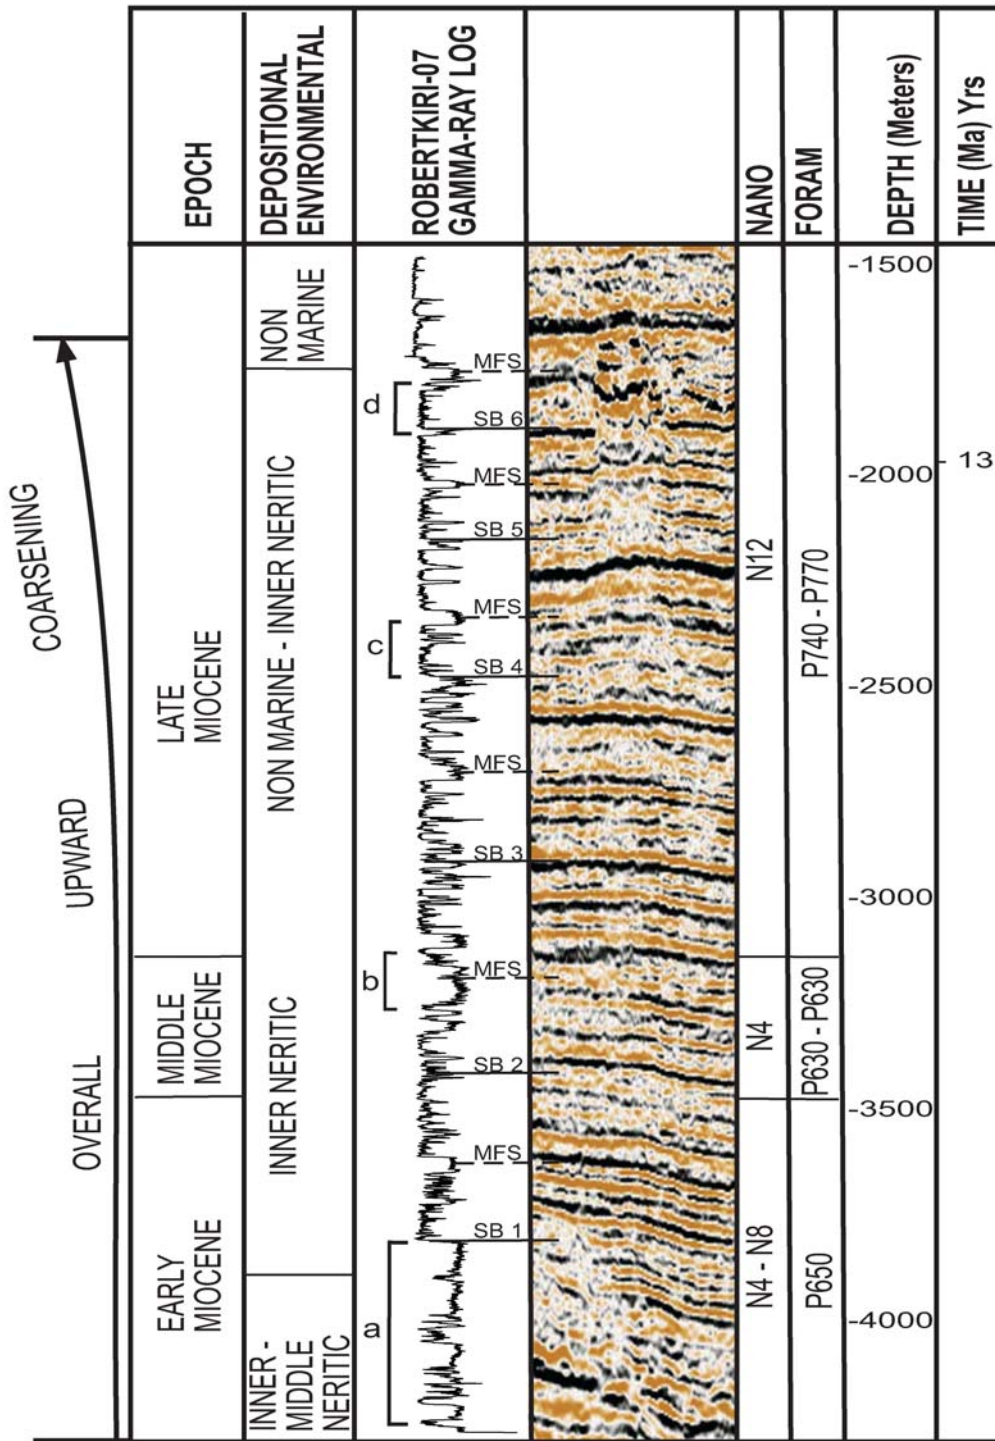 EPOCH
DEPOSITIONAL
ENVIRONMENTAL
ROBERTKIRI-07
GAMMA-RAY LOG
NANO
FORAM
DEPTH (Meters)
TIME (Ma) Yrs
COARSENING
UPWARD
OVERALL
LATE
MIOCENE
MIDDLE
MIOCENE
EARLY
MIOCENE
NON
MARINE
NON MARINE - INNER NERITIC
INNER NERITIC
INNER -
MIDDLE
NERITIC
d
c
b
a
MFS
SB 6
MFS
SB 5
MFS
SB 4
MFS
SB 3
MFS
SB 2
MFS
SB 1
N12
N4
N4 - N8
P740 - P770
P630 - P630
P650
-1500
-2000
-2500
-3000
-3500
-4000
- 13